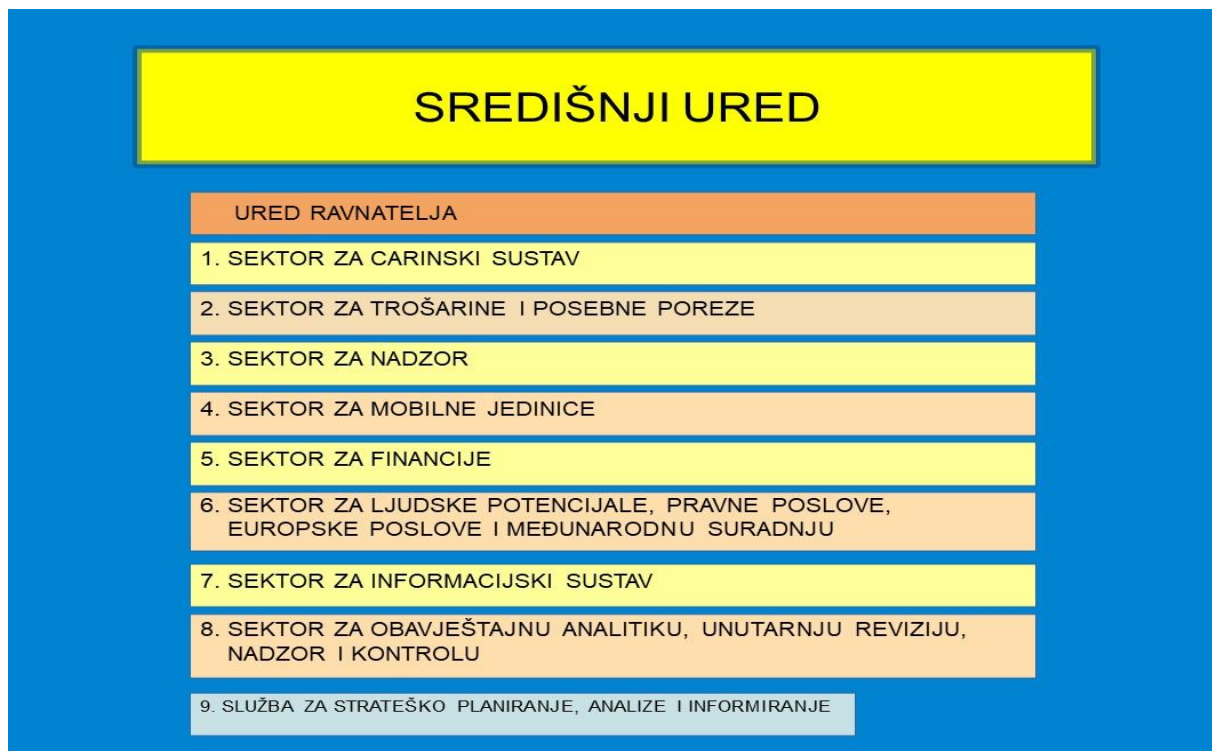 SREDIŠNJI URED
URED RAVNATELJA
1. SEKTOR ZA CARINSKI SUSTAV
2. SEKTOR ZA TROŠARINE I POSEBNE POREZE
3. SEKTOR ZA NADZOR
4. SEKTOR ZA MOBILNE JEDINICE
5. SEKTOR ZA FINANCIJE
6. SEKTOR ZA LJUDSKE POTENCIJALE, PRAVNE POSLOVE,
EUROPSKE POSLOVE I MEĐUNARODNU SURADNJU
7. SEKTOR ZA INFORMACIJSKI SUSTAV
8. SEKTOR ZA OBAVJEŠTAJNU ANALITIKU, UNUTARNJU REVIZIJU,
NADZOR I KONTROLU
9. SLUŽBA ZA STRATEŠKO PLANIRANJE, ANALIZE I INFORMIRANJE